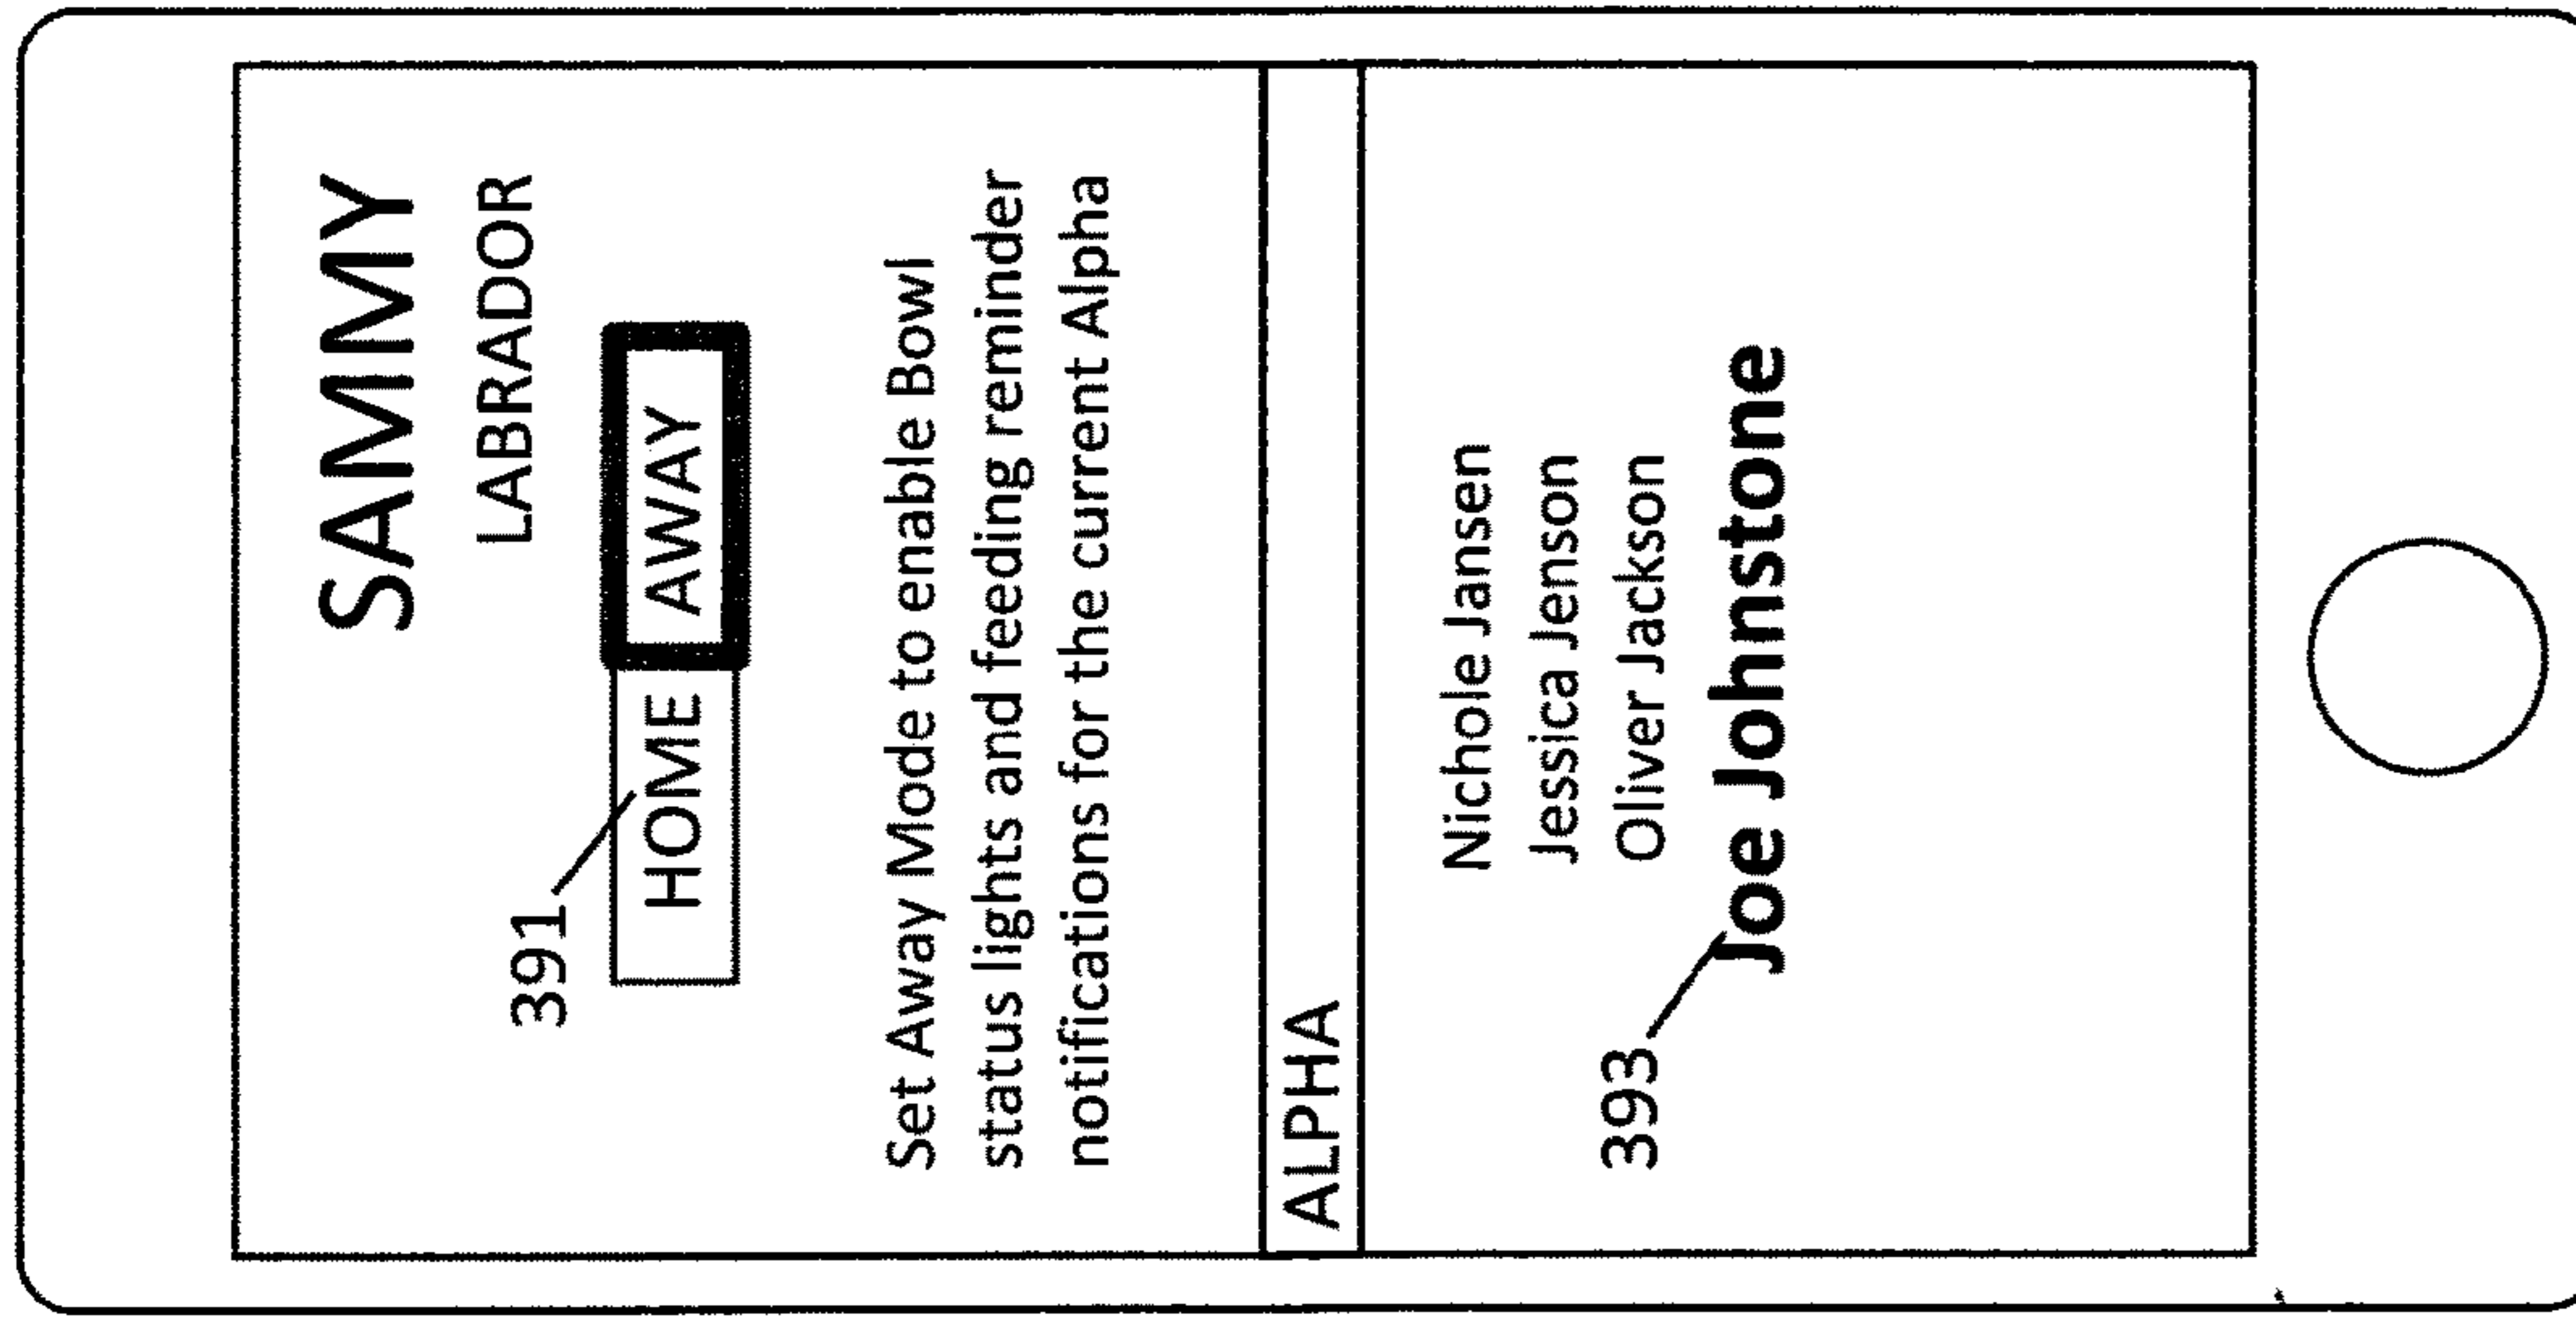 SAMMY
LABRADOR
391
HOME AWAY
Set Away Mode to enable Bowl
status lights and feeding reminder
notifications for the current Alpha
ALPHA
Nichole Jansen
Jessica Jenson
Oliver Jackson
393
Joe Johnstone